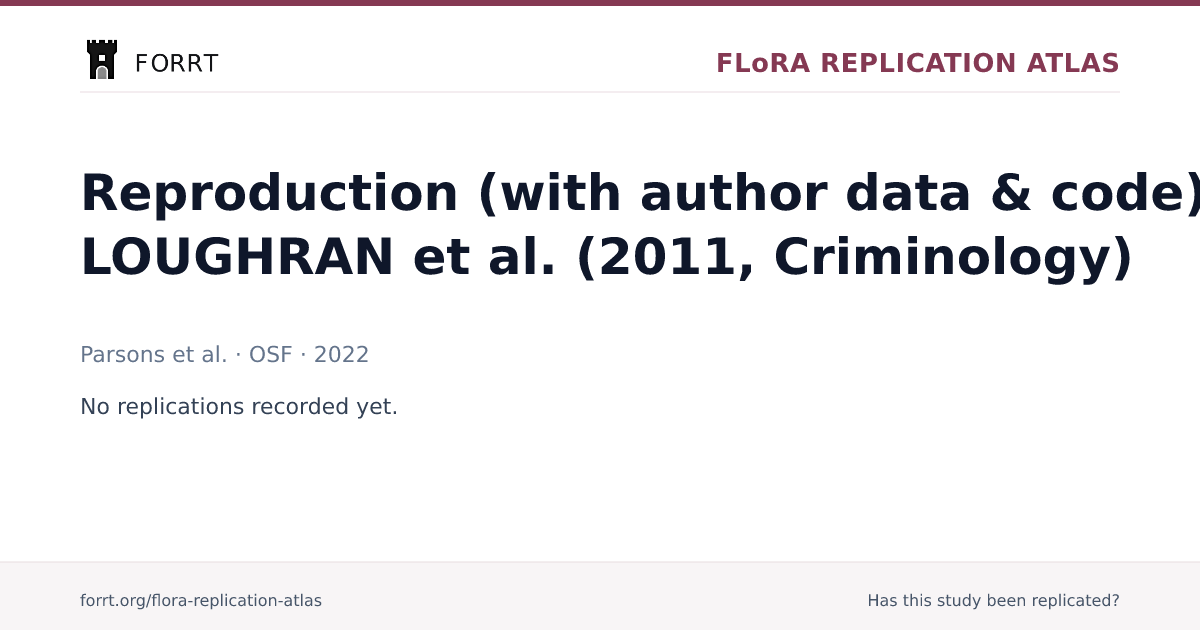 FORRT
FLoRA REPLICATION ATLAS
Reproduction (with author data & code)
LOUGHRAN et al. (2011, Criminology)
Parsons et al. · OSF · 2022
No replications recorded yet.
forrt.org/flora-replication-atlas
Has this study been replicated?